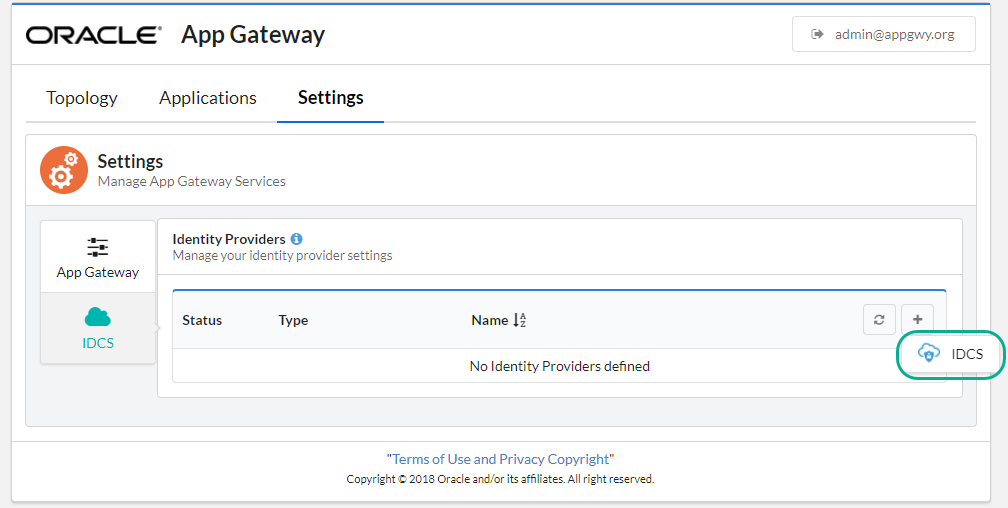 ORACLE App Gateway
admin@appgwy.org
Topology Applications Settings
Settings
Manage App Gateway Services
App Gateway
IDCS
Identity Providers
Manage your identity provider settings
Status Type Name
IDCS
No Identity Providers defined
"Terms of Use and Privacy Copyright"
Copyright © 2018 Oracle and/or its affiliates. All right reserved.